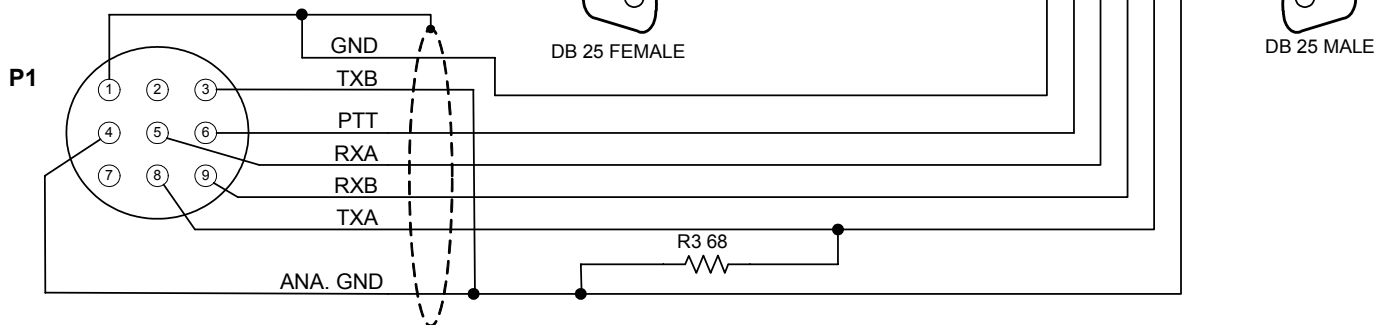 DB 25 FEMALE
DB 25 MALE
P1
GND
TXB
PTT
RXA
RXB
TXA
ANA. GND
1 2 3
4 5 6
7 8 9
R3 68